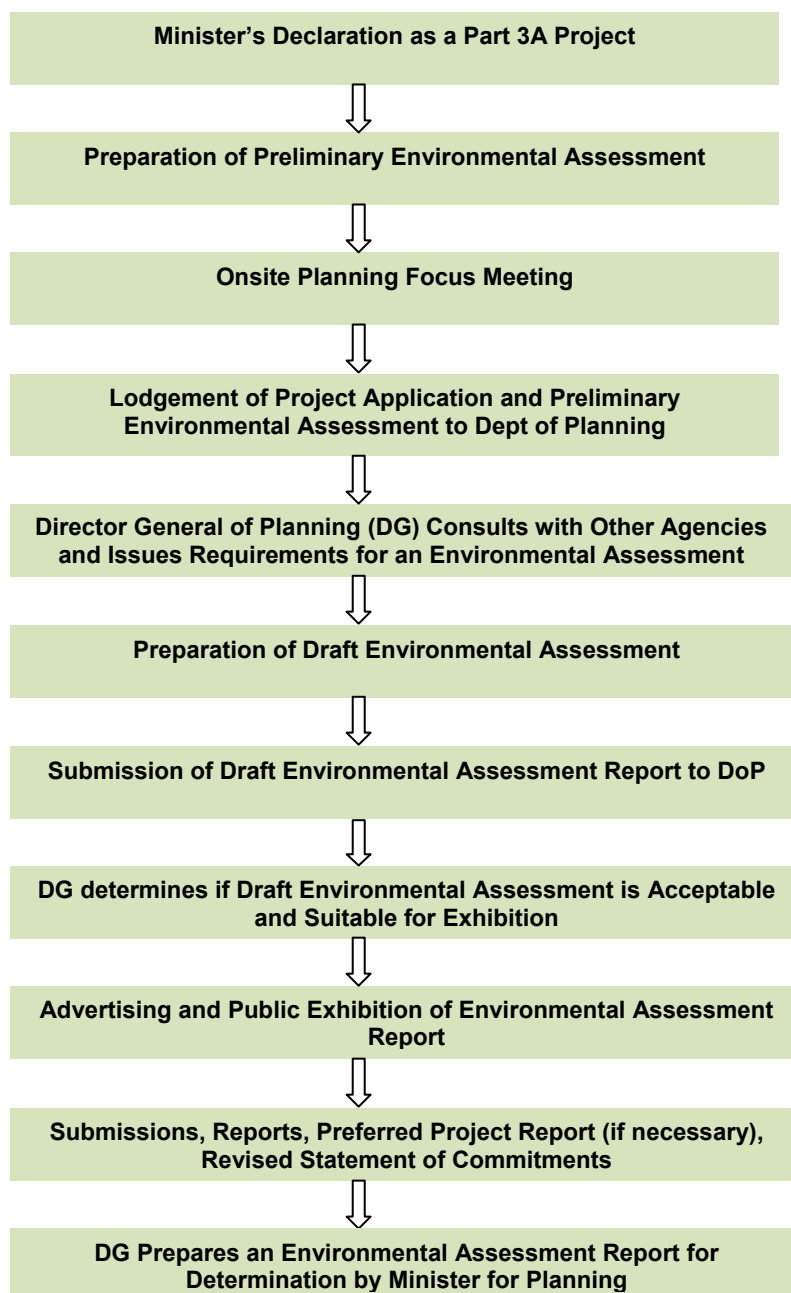 Minister’s Declaration as a Part 3A Project
Preparation of Preliminary Environmental Assessment
Onsite Planning Focus Meeting
Lodgement of Project Application and Preliminary
Environmental Assessment to Dept of Planning
Director General of Planning (DG) Consults with Other Agencies
and Issues Requirements for an Environmental Assessment
Preparation of Draft Environmental Assessment
Submission of Draft Environmental Assessment Report to DoP
DG determines if Draft Environmental Assessment is Acceptable
and Suitable for Exhibition
Advertising and Public Exhibition of Environmental Assessment
Report
Submissions, Reports, Preferred Project Report (if necessary),
Revised Statement of Commitments
DG Prepares an Environmental Assessment Report for
Determination by Minister for Planning